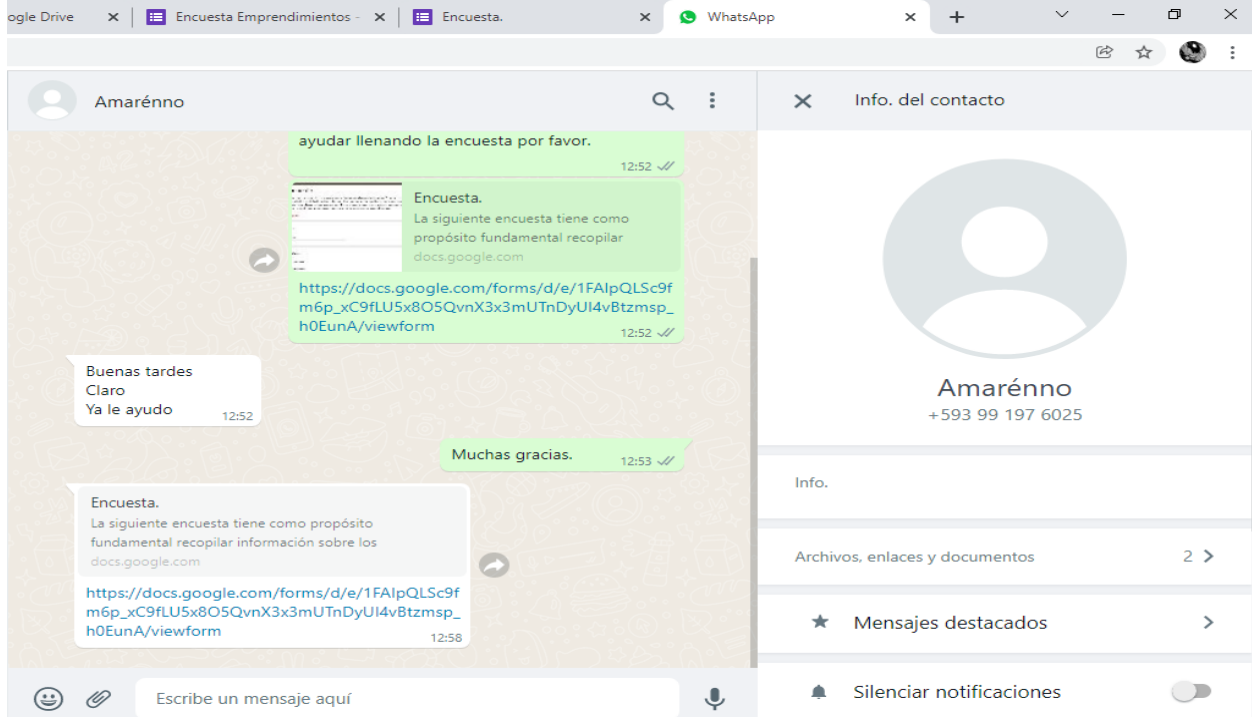 ogle Drive
Encuesta Emprendimientos -
Encuesta.
WhatsApp
Amarénno
ayudar llenando la encuesta por favor.
12:52
Encuesta.
La siguiente encuesta tiene como
propósito fundamental recopilar
docs.google.com
https://docs.google.com/forms/d/e/1FAIpQLSc9f
m6p_xC9fLU5x8O5QvnX3x3mUTnDyUI4vBtzmsp_
h0EunA/viewform
12:52
Buenas tardes
Claro
Ya le ayudo
12:52
Muchas gracias.
12:53
Encuesta.
La siguiente encuesta tiene como propósito
fundamental recopilar información sobre los
docs.google.com
https://docs.google.com/forms/d/e/1FAIpQLSc9f
m6p_xC9fLU5x8O5QvnX3x3mUTnDyUI4vBtzmsp_
h0EunA/viewform
12:58
Escribe un mensaje aquí
Info. del contacto
Amarénno
+593 99 197 6025
Info.
Archivos, enlaces y documentos 2
Mensajes destacados
Silenciar notificaciones